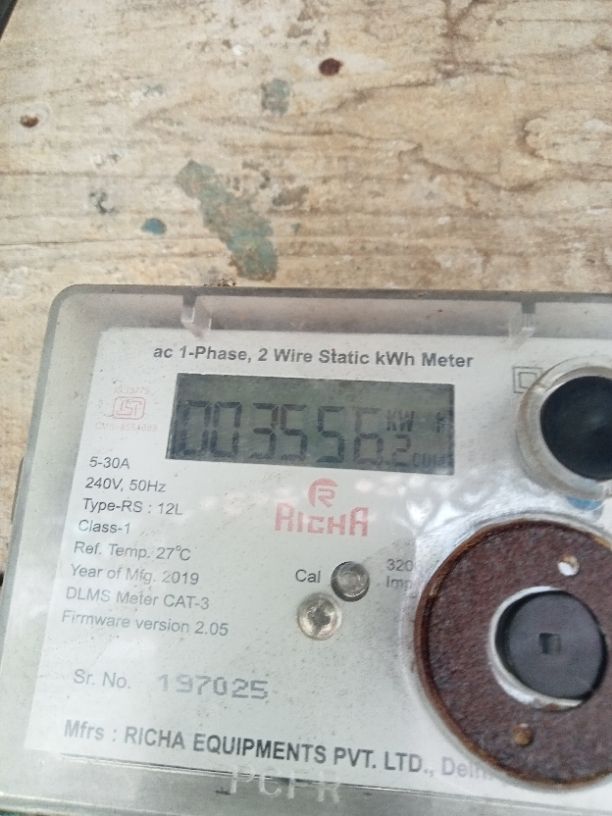 ac 1-Phase, 2 Wire Static kWh Meter
003556.2 KW
5-30A
240V, 50Hz
Type-RS : 12L
Class-1
Ref. Temp. 27°C
Year of Mfg. 2019
DLMS Meter CAT-3
Firmware version 2.05
R
RICHA
Cal
320
Imp
Sr. No. 197025
Mfrs : RICHA EQUIPMENTS PVT. LTD.,